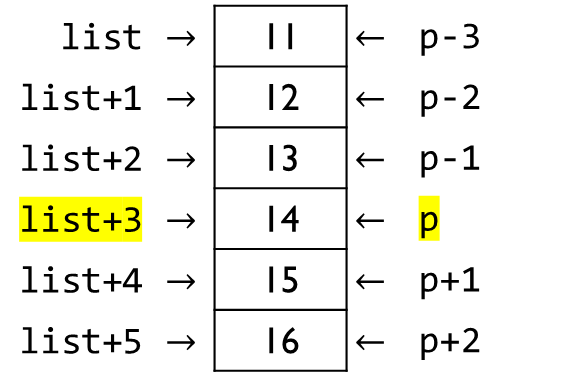 list → 11 ← p-3
list+1 → 12 ← p-2
list+2 → 13 ← p-1
list+3 → 14 ← p
list+4 → 15 ← p+1
list+5 → 16 ← p+2